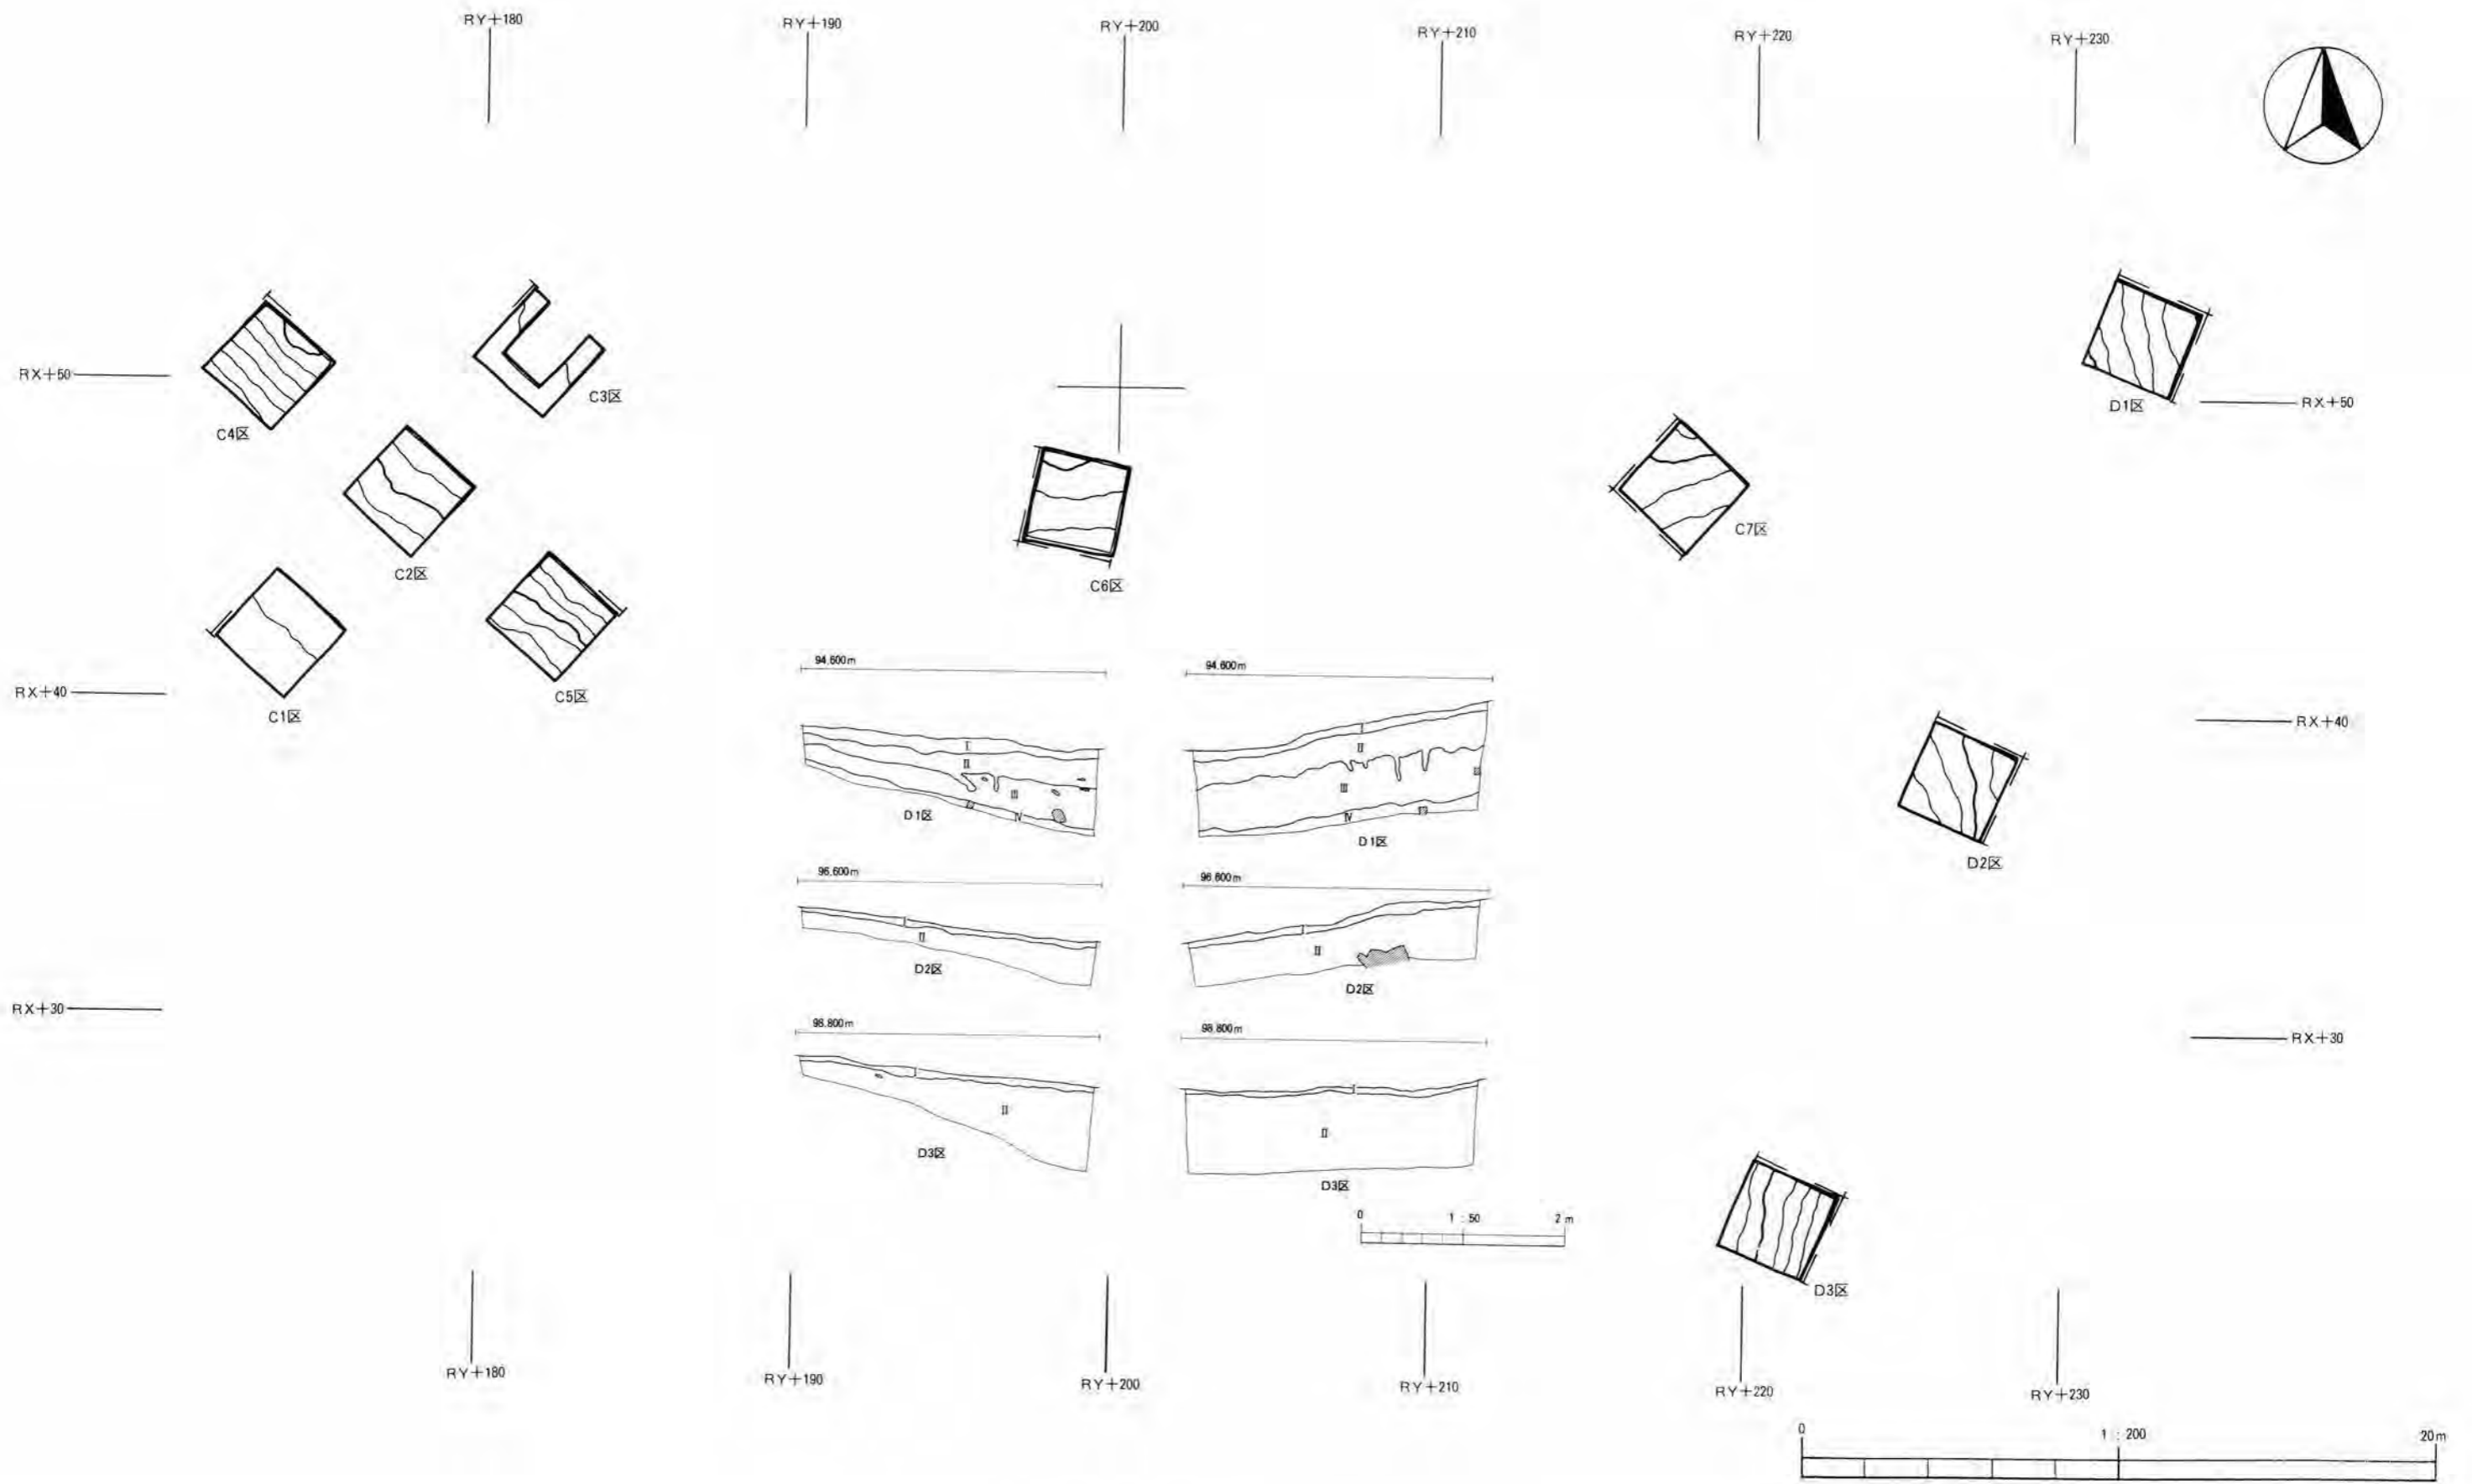 RY+180
RY+190
RY+200
RY+210
RY+220
RY+230
RX+50
C4区
C3区
D1区
RX+50
C2区
C7区
C6区
RX+40
C1区
C5区
94.600m
94.600m
RX+40
I
II
III
IV
D1区
I
II
III
IV
D1区
D2区
96.600m
96.600m
I
II
D2区
I
II
D2区
RX+30
98.800m
98.800m
RX+30
I
II
D3区
I
II
D3区
0 1:50 2m
D3区
RY+180
RY+190
RY+200
RY+210
RY+220
RY+230
0 1:200 20m